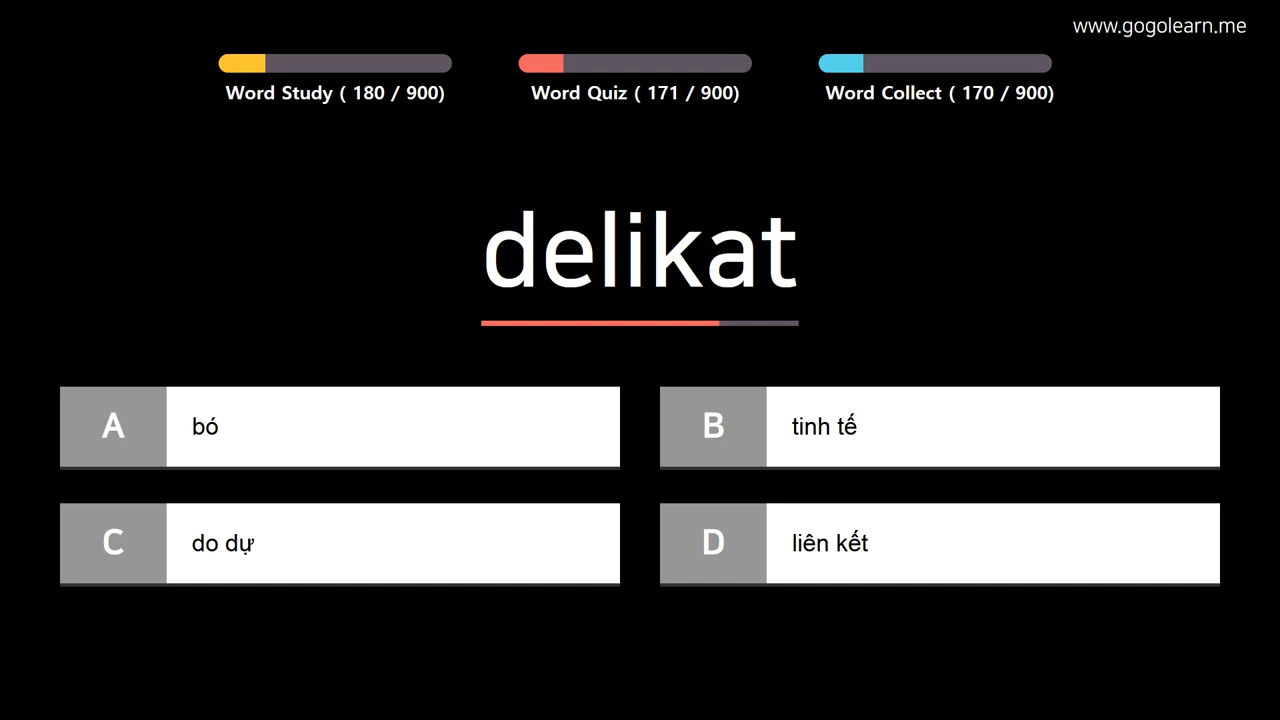 www.gogolearn.me
Word Study ( 180 / 900)
Word Quiz ( 171 / 900)
Word Collect ( 170 / 900)
delikat
A bó
B tinh tế
C do dự
D liên kết